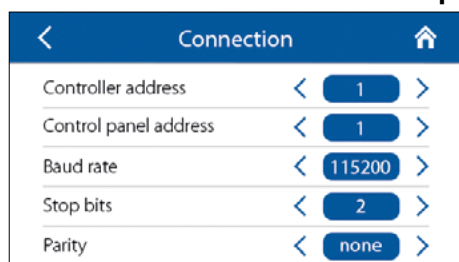 Connection
Controller address 1
Control panel address 1
Baud rate 115200
Stop bits 2
Parity none